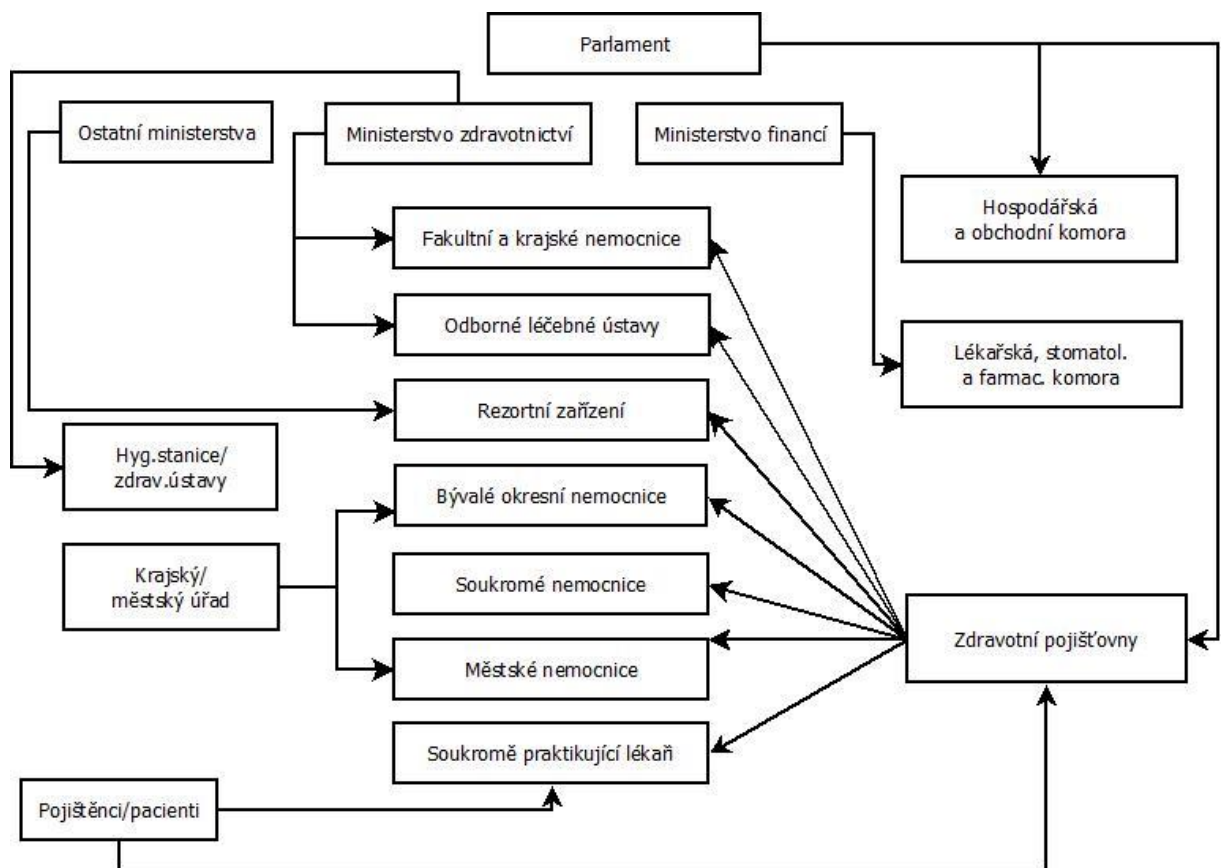 Parlament
Ostatní ministerstva
Ministerstvo zdravotnictví
Ministerstvo financí
Hospodářská
a obchodní komora
Fakultní a krajské nemocnice
Odborné léčebné ústavy
Lékařská, stomatol.
a farmac. komora
Rezortní zařízení
Hyg.stanice/
zdrav.ústavy
Bývalé okresní nemocnice
Krajský/
městský úřad
Soukromé nemocnice
Zdravotní pojišťovny
Městské nemocnice
Soukromě praktikující lékař
Pojištěnci/pacienti